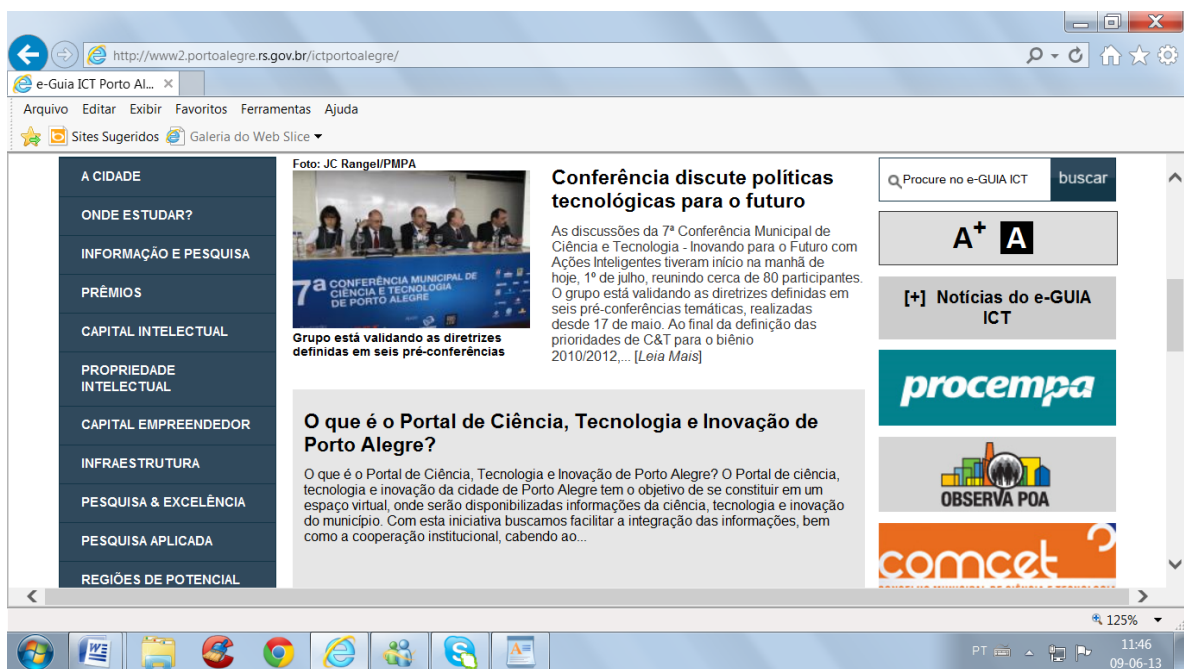 http://www2.portoalegre.rs.gov.br/ictportoalegre/
e-Guia ICT Porto Al...
Arquivo Editar Exibir Favoritos Ferramentas Ajuda
Sites Sugeridos Galeria do Web Slice
A CIDADE
ONDE ESTUDAR?
INFORMAÇÃO E PESQUISA
PRÊMIOS
CAPITAL INTELECTUAL
PROPRIEDADE
INTELECTUAL
CAPITAL EMPREENDEDOR
INFRAESTRUTURA
PESQUISA & EXCELÊNCIA
PESQUISA APLICADA
REGIÕES DE POTENCIAL
Foto: JC Rangel/PMPA
7ª CONFERÊNCIA MUNICIPAL DE
CIÊNCIA E TECNOLOGIA
DE PORTO ALEGRE
Grupo está validando as diretrizes
definidas em seis pré-conferências
Conferência discute políticas
tecnológicas para o futuro
As discussões da 7ª Conferência Municipal de
Ciência e Tecnologia - Inovando para o Futuro com
Ações Inteligentes tiveram início na manhã de
hoje, 1º de julho, reunindo cerca de 80 participantes.
O grupo está validando as diretrizes definidas em
seis pré-conferências temáticas, realizadas
desde 17 de maio. Ao final da definição das
prioridades de C&T para o biênio
2010/2012,... [Leia Mais]
O que é o Portal de Ciência, Tecnologia e Inovação de
Porto Alegre?
O que é o Portal de Ciência, Tecnologia e Inovação de Porto Alegre? O Portal de ciência,
tecnologia e inovação da cidade de Porto Alegre tem o objetivo de se constituir em um
espaço virtual, onde serão disponibilizadas informações da ciência, tecnologia e inovação
do município. Com esta iniciativa buscamos facilitar a integração das informações, bem
como a cooperação institucional, cabendo ao...
Procure no e-GUIA ICT buscar
A+ A
[+] Notícias do e-GUIA
ICT
procempa
OBSERVA POA
comcet
125%
PT 11:46
09-06-13